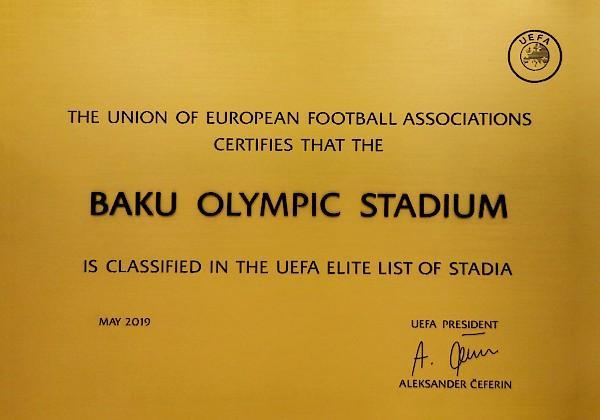 UEFA
THE UNION OF EUROPEAN FOOTBALL ASSOCIATIONS
CERTIFIES THAT THE
BAKU OLYMPIC STADIUM
IS CLASSIFIED IN THE UEFA ELITE LIST OF STADIA
MAY 2019
UEFA PRESIDENT
A. Čeferin
ALEKSANDER ČEFERIN